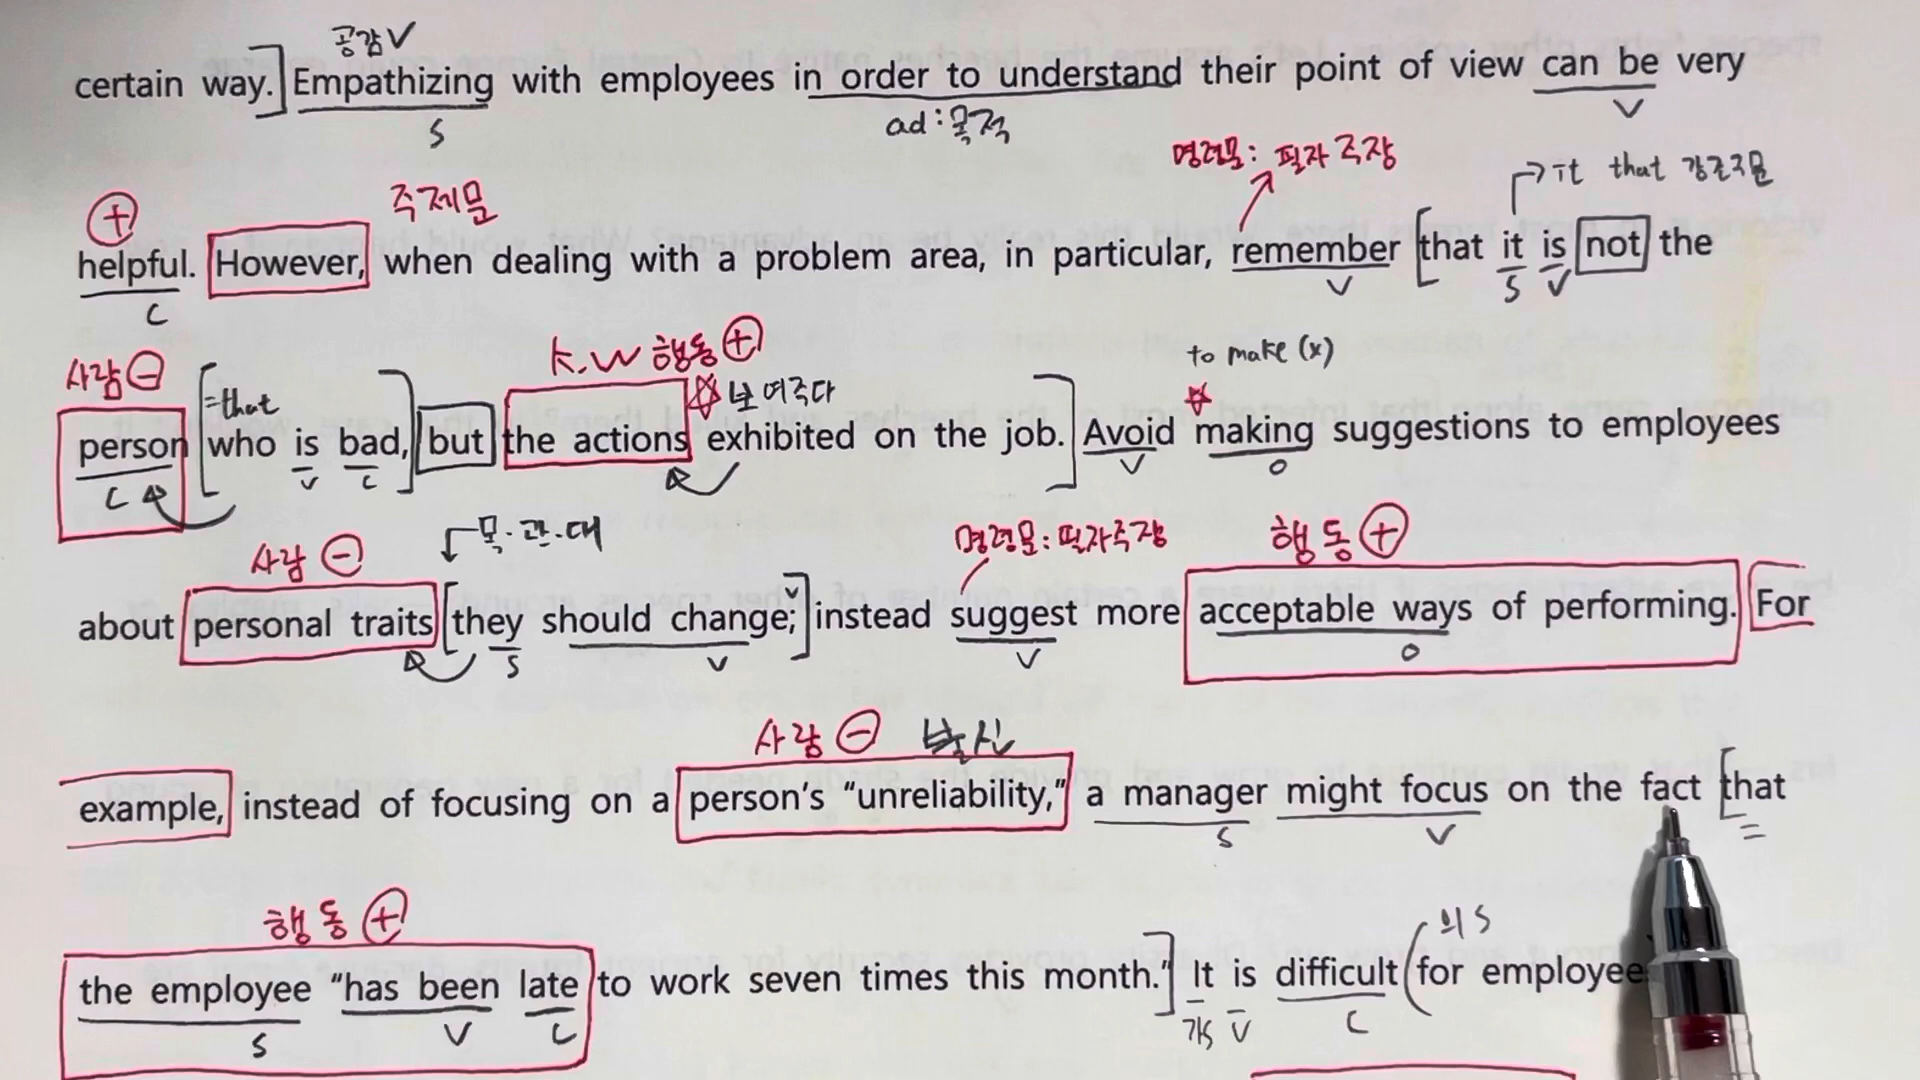 공감 V
certain way.] Empathizing with employees in order to understand their point of view can be very
S
ad : 목적
V
명령문 : 필자 주장
it that 강조구문
+
주제문
helpful. However, when dealing with a problem area, in particular, remember [that it is not the
C
V
S V
사람 -
K.W 행동 +
to make (x)
=that
☆ 보여주다
☆
person [who is bad,] but the actions exhibited on the job.] Avoid making suggestions to employees
C
V C
V
O
사람 -
목·관·대
명령문 : 필자주장
행동 +
V
about personal traits [they should change;] instead suggest more acceptable ways of performing. For
S
V
V
O
사람 -
불신
example, instead of focusing on a person's “unreliability,” a manager might focus on the fact [that
S
V
=
행동 +
의 S
the employee “has been late to work seven times this month.”] It is difficult (for employee
S
V
C
가S V
C